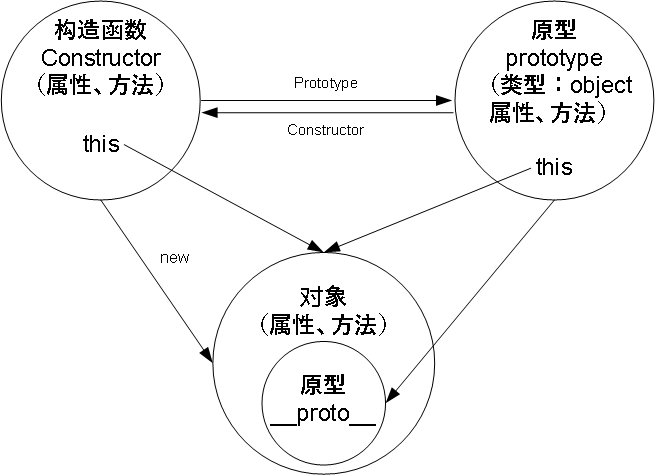 构造函数
Constructor
（属性、方法）
this
Prototype
Constructor
原型
prototype
（类型：object
属性、方法）
this
new
对象
（属性、方法）
原型
__proto__